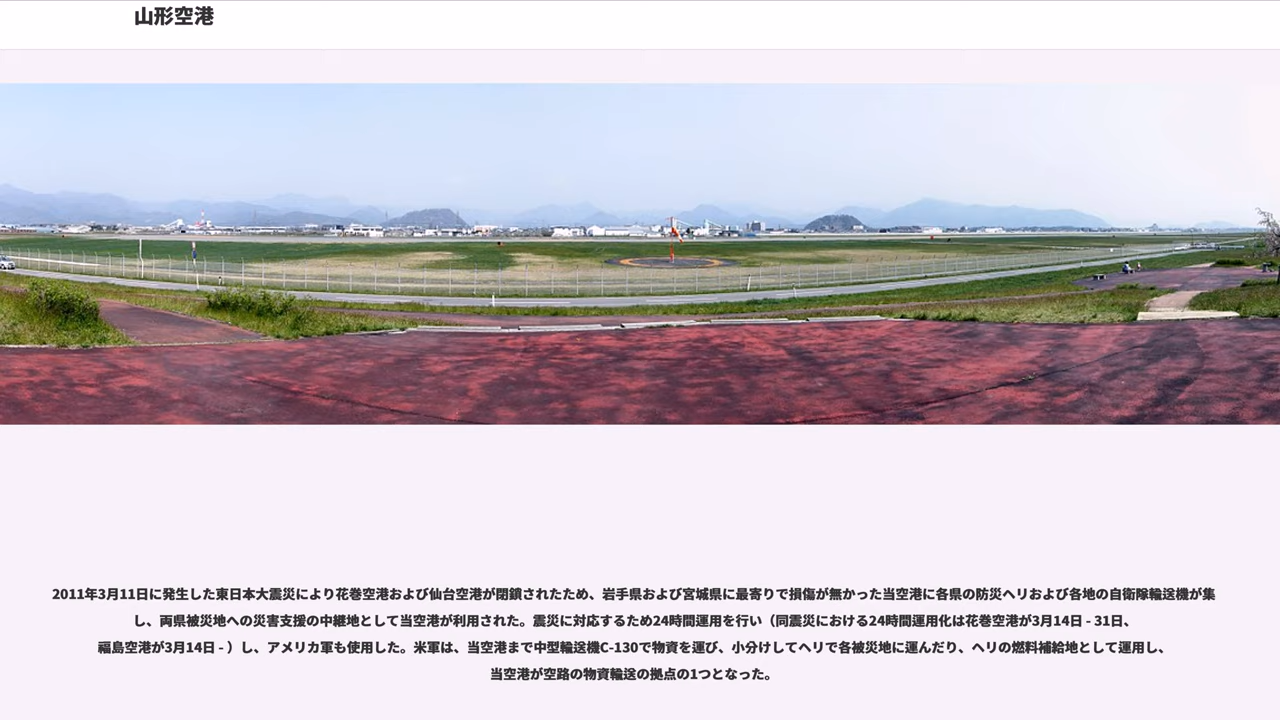 山形空港
2011年3月11日に発生した東日本大震災により花巻空港および仙台空港が閉鎖されたため、岩手県および宮城県に最寄りで損傷が無かった当空港に各県の防災ヘリおよび各地の自衛隊輸送機が集
し、両県被災地への災害支援の中継地として当空港が利用された。震災に対応するため24時間運用を行い（同震災における24時間運用化は花巻空港が3月14日 - 31日、
福島空港が3月14日 - ）し、アメリカ軍も使用した。米軍は、当空港まで中型輸送機C-130で物資を運び、小分けしてヘリで各被災地に運んだり、ヘリの燃料補給地として運用し、
当空港が空路の物資輸送の拠点の1つとなった。